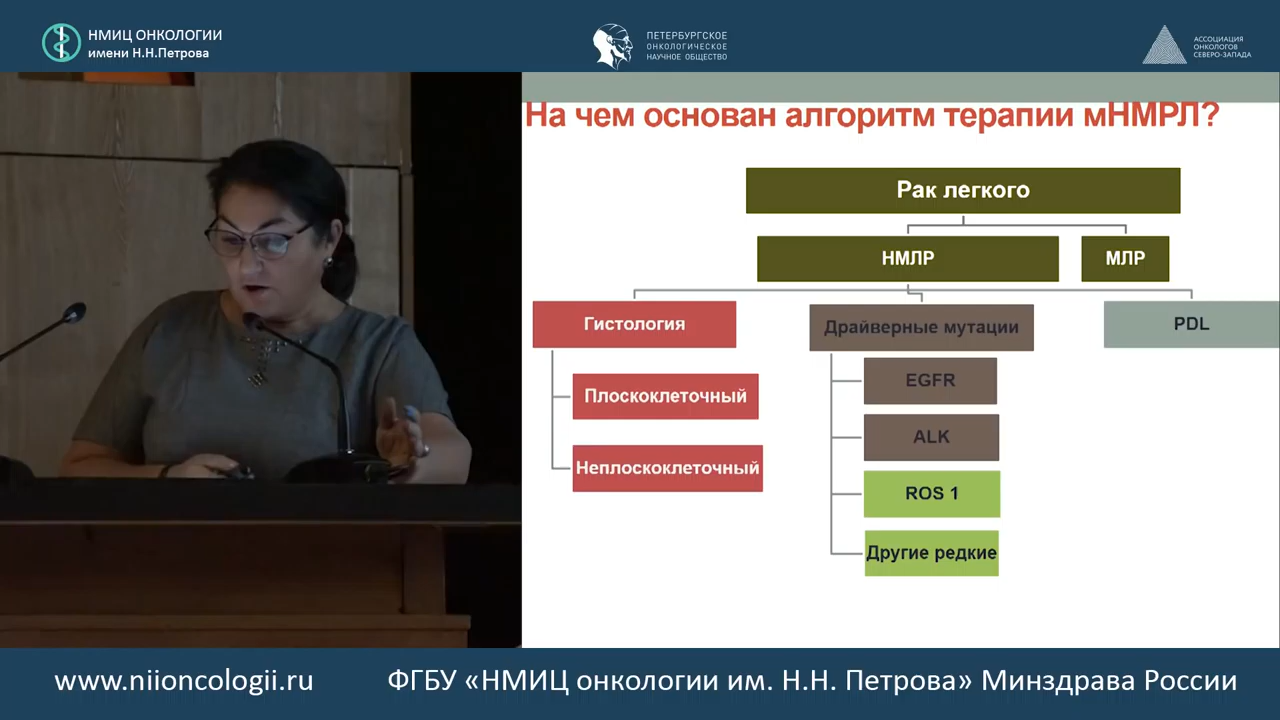 НМИЦ ОНКОЛОГИИ
имени Н.Н.Петрова
ПЕТЕРБУРГСКОЕ
ОНКОЛОГИЧЕСКОЕ
НАУЧНОЕ ОБЩЕСТВО
АССОЦИАЦИЯ
ОНКОЛОГОВ
СЕВЕРО-ЗАПАДА
На чем основан алгоритм терапии мНМРЛ?
Рак легкого
НМЛР
МЛР
Гистология
Драйверные мутации
PDL
Плоскоклеточный
Неплоскоклеточный
EGFR
ALK
ROS 1
Другие редкие
www.niioncologii.ru
ФГБУ «НМИЦ онкологии им. Н.Н. Петрова» Минздрава России